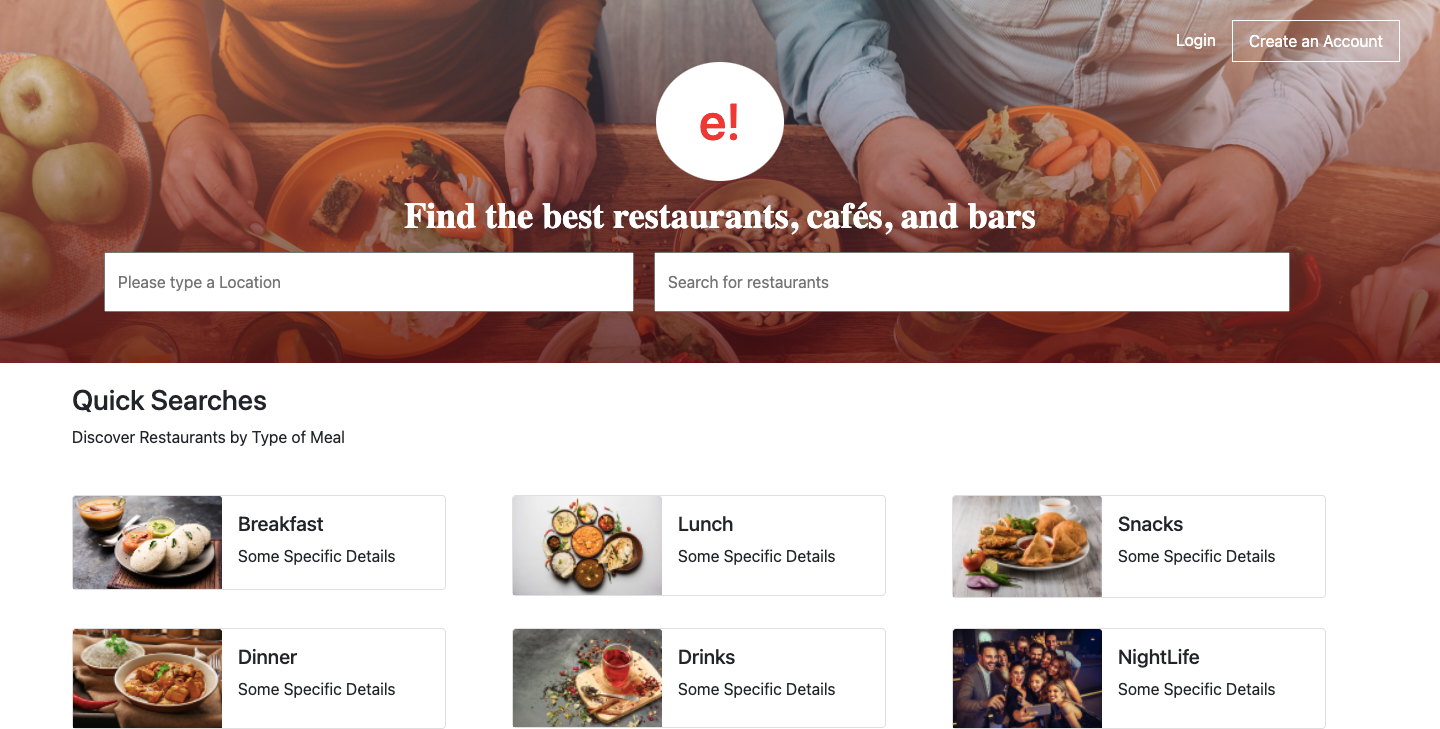 Login
Create an Account
e!
Find the best restaurants, cafés, and bars
Please type a Location
Search for restaurants
Quick Searches
Discover Restaurants by Type of Meal
Breakfast
Some Specific Details
Lunch
Some Specific Details
Snacks
Some Specific Details
Dinner
Some Specific Details
Drinks
Some Specific Details
NightLife
Some Specific Details